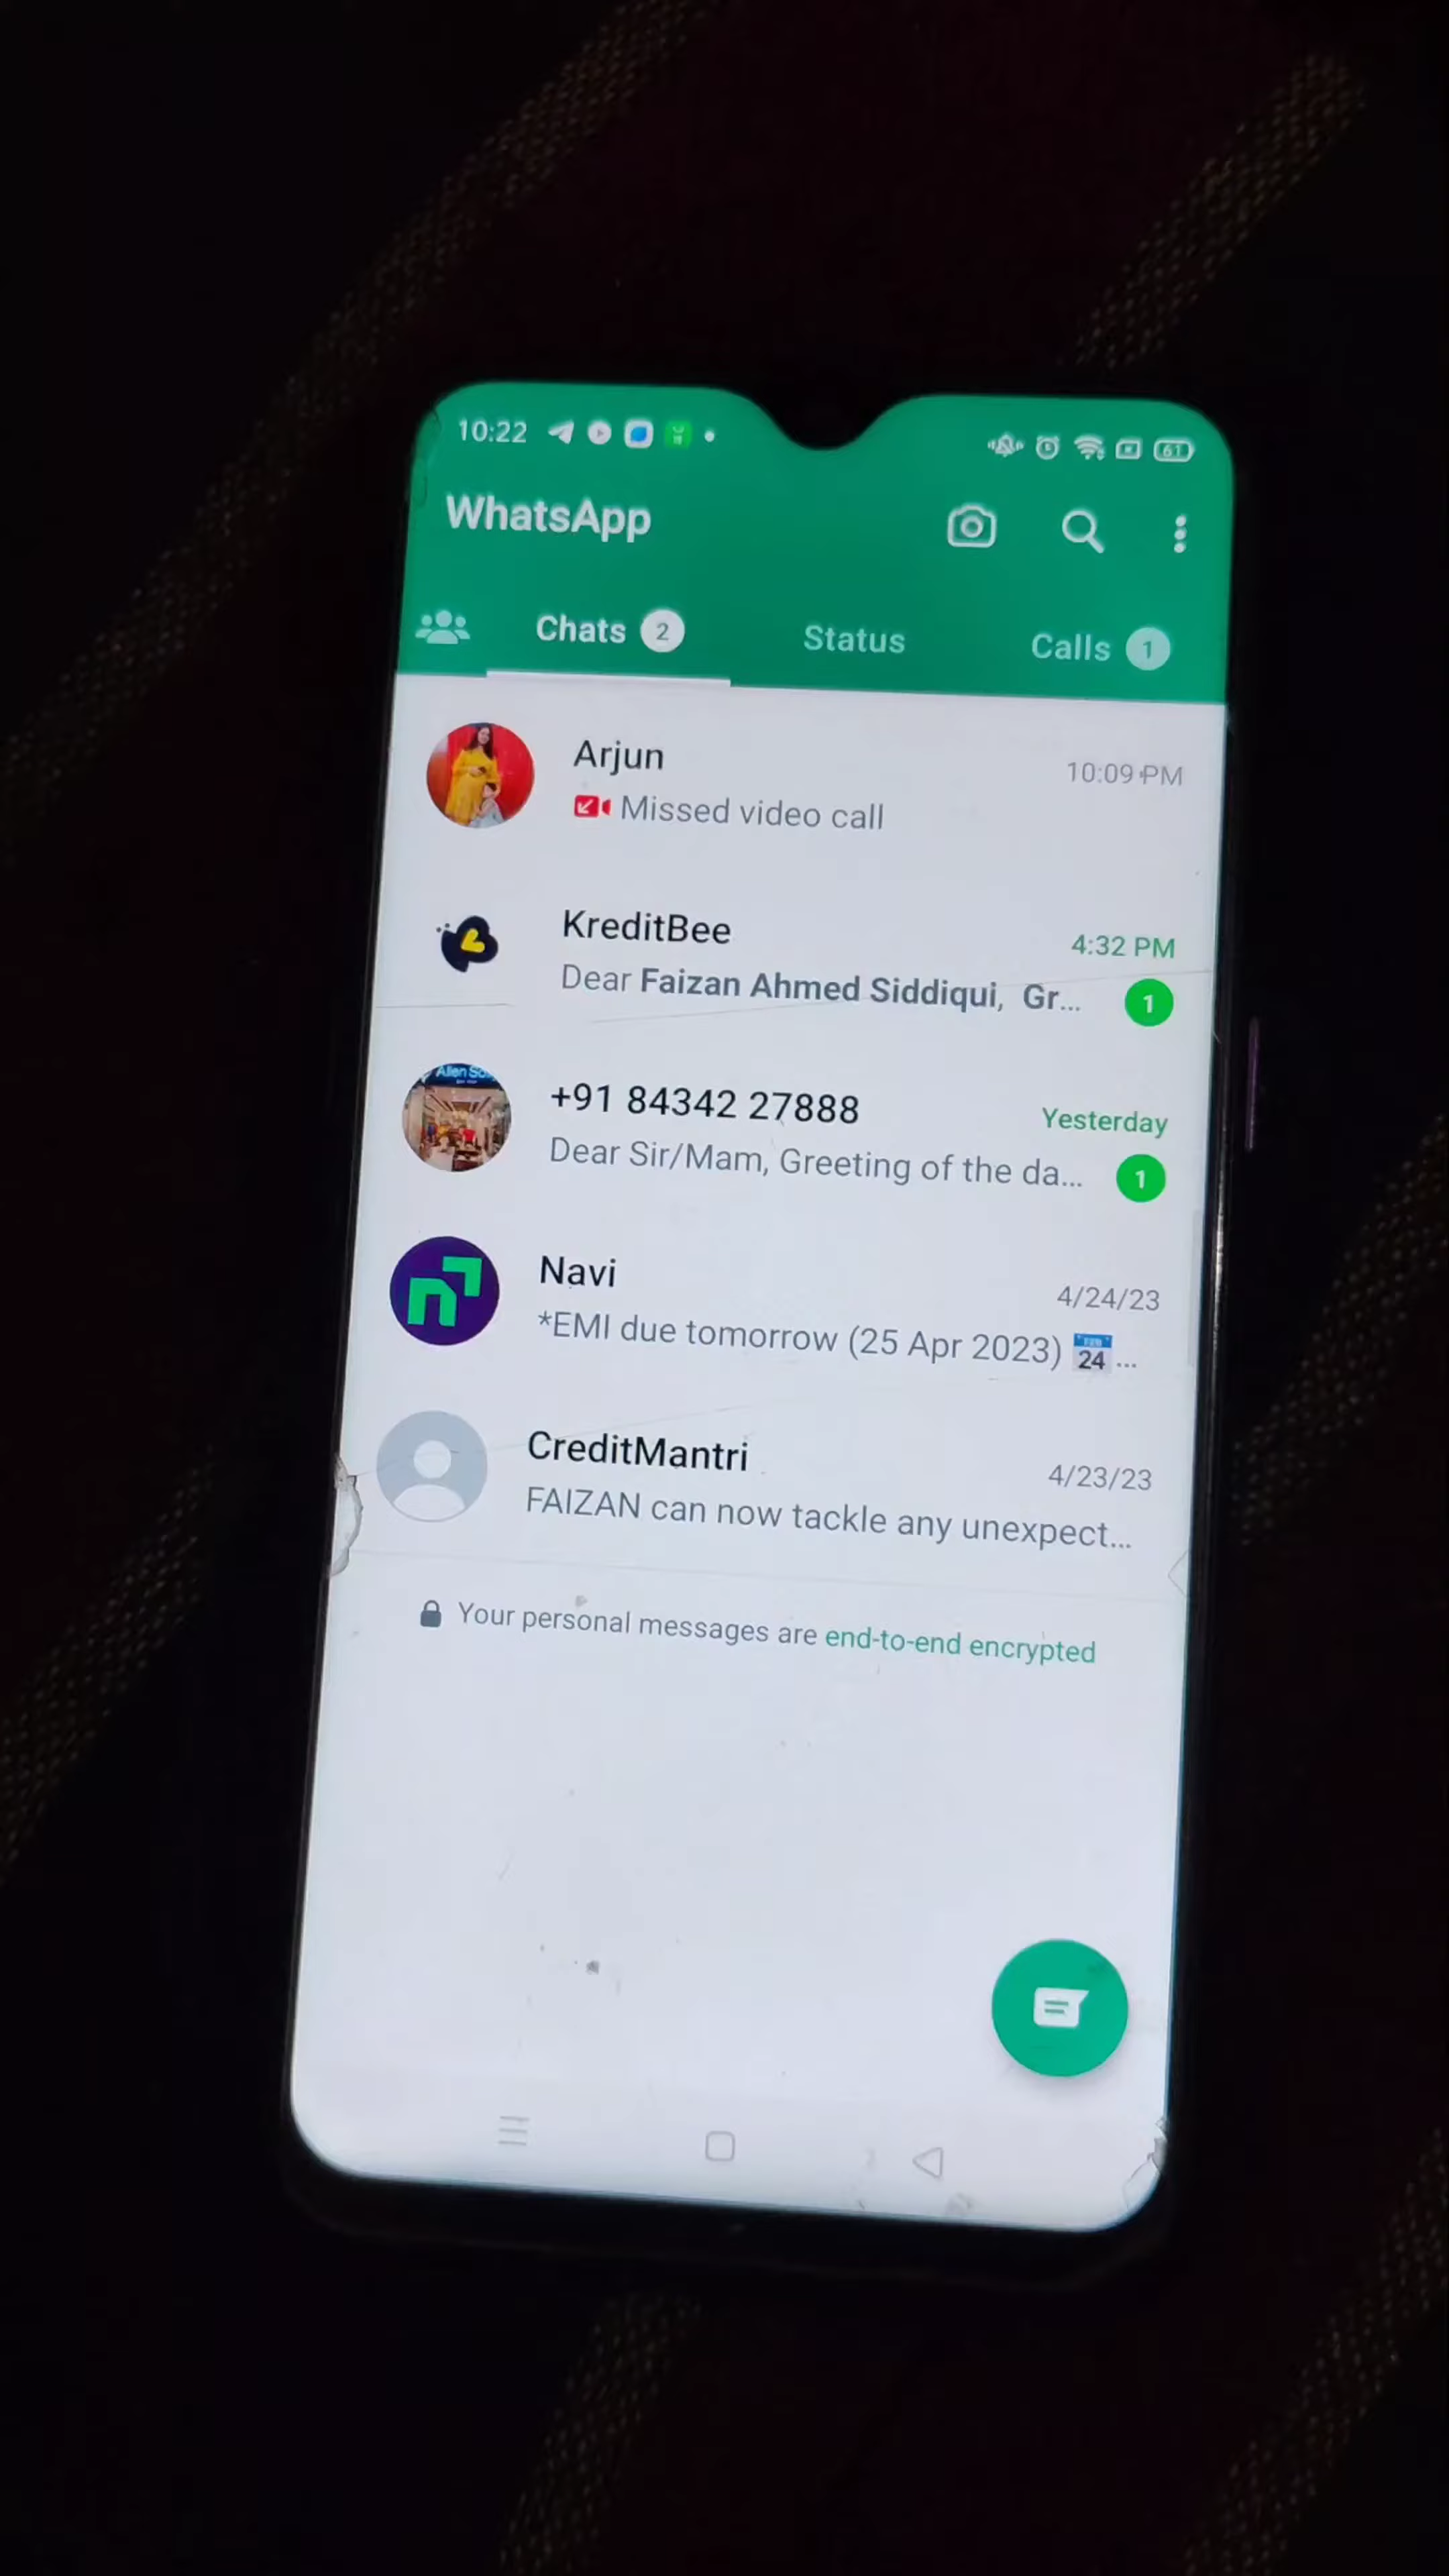 10:22
61
WhatsApp
Chats 2
Status
Calls 1
Arjun
10:09 PM
Missed video call
KreditBee
4:32 PM
Dear Faizan Ahmed Siddiqui, Gr...
1
Allen So
+91 84342 27888
Yesterday
Dear Sir/Mam, Greeting of the da...
1
Navi
4/24/23
*EMI due tomorrow (25 Apr 2023) 24 ...
CreditMantri
4/23/23
FAIZAN can now tackle any unexpect...
Your personal messages are end-to-end encrypted